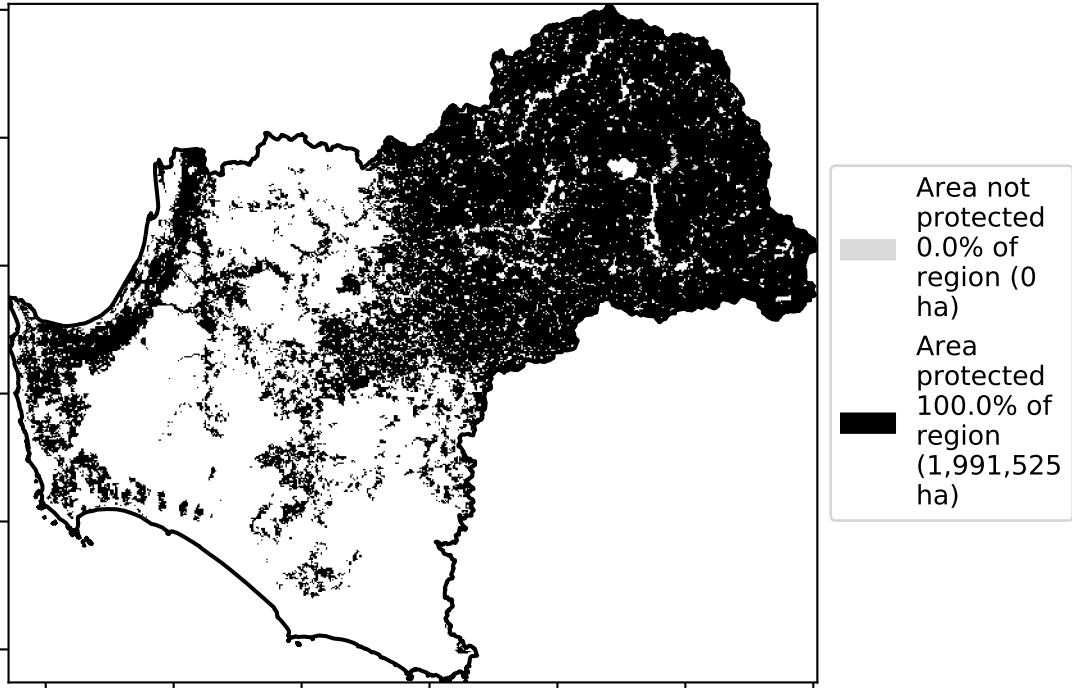 Area not
protected
0.0% of
region (0
ha)
Area
protected
100.0% of
region
(1,991,525
ha)